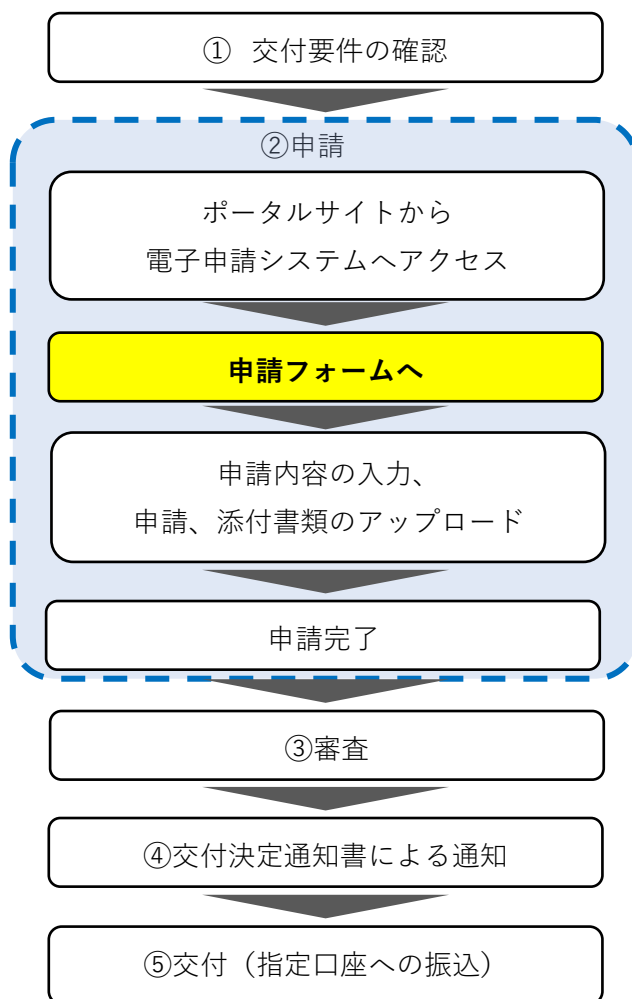 ① 交付要件の確認
②申請
ポータルサイトから
電子申請システムへアクセス
申請フォームへ
申請内容の入力、
申請、添付書類のアップロード
申請完了
③審査
④交付決定通知書による通知
⑤交付（指定口座への振込）